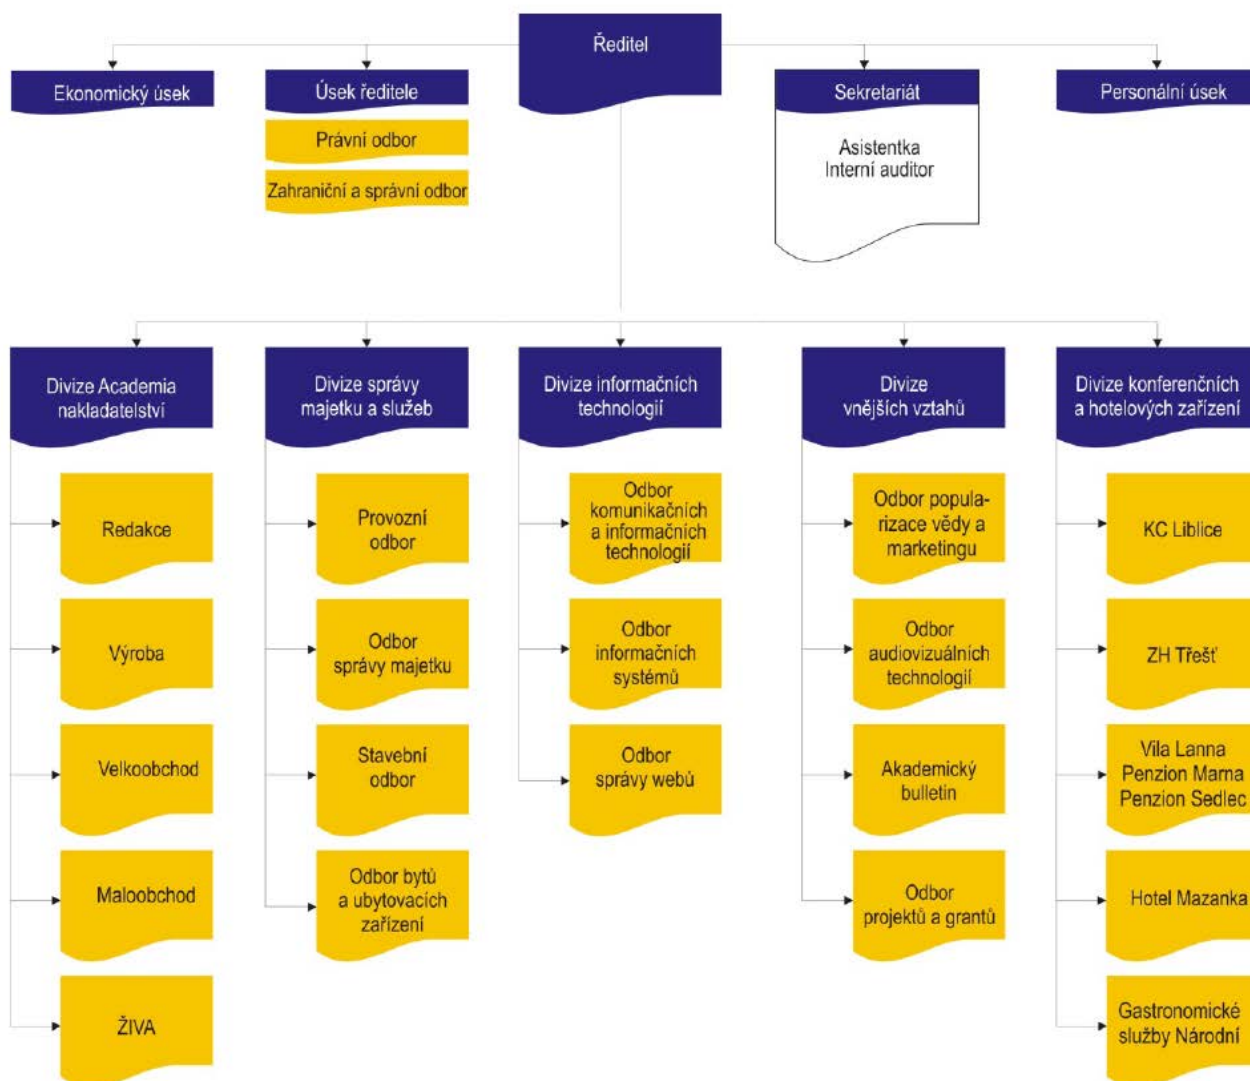 Ředitel
Ekonomický úsek
Úsek ředitele
Právní odbor
Zahraniční a správní odbor
Sekretariát
Asistentka
Interní auditor
Personální úsek
Divize Academia
nakladatelství
Redakce
Výroba
Velkoobchod
Maloobchod
ŽIVA
Divize správy
majetku a služeb
Provozní
odbor
Odbor
správy majetku
Stavební
odbor
Odbor bytů
a ubytovacích
zařízení
Divize informačních
technologií
Odbor
komunikačních
a informačních
technologií
Odbor
informačních
systémů
Odbor
správy webů
Divize
vnějších vztahů
Odbor popula-
rizace vědy a
marketingu
Odbor
audiovizuálních
technologií
Akademický
bulletin
Odbor
projektů a grantů
Divize konferenčních
a hotelových zařízení
KC Liblice
ZH Třešť
Vila Lanna
Penzion Marna
Penzion Sedlec
Hotel Mazanka
Gastronomické
služby Národní